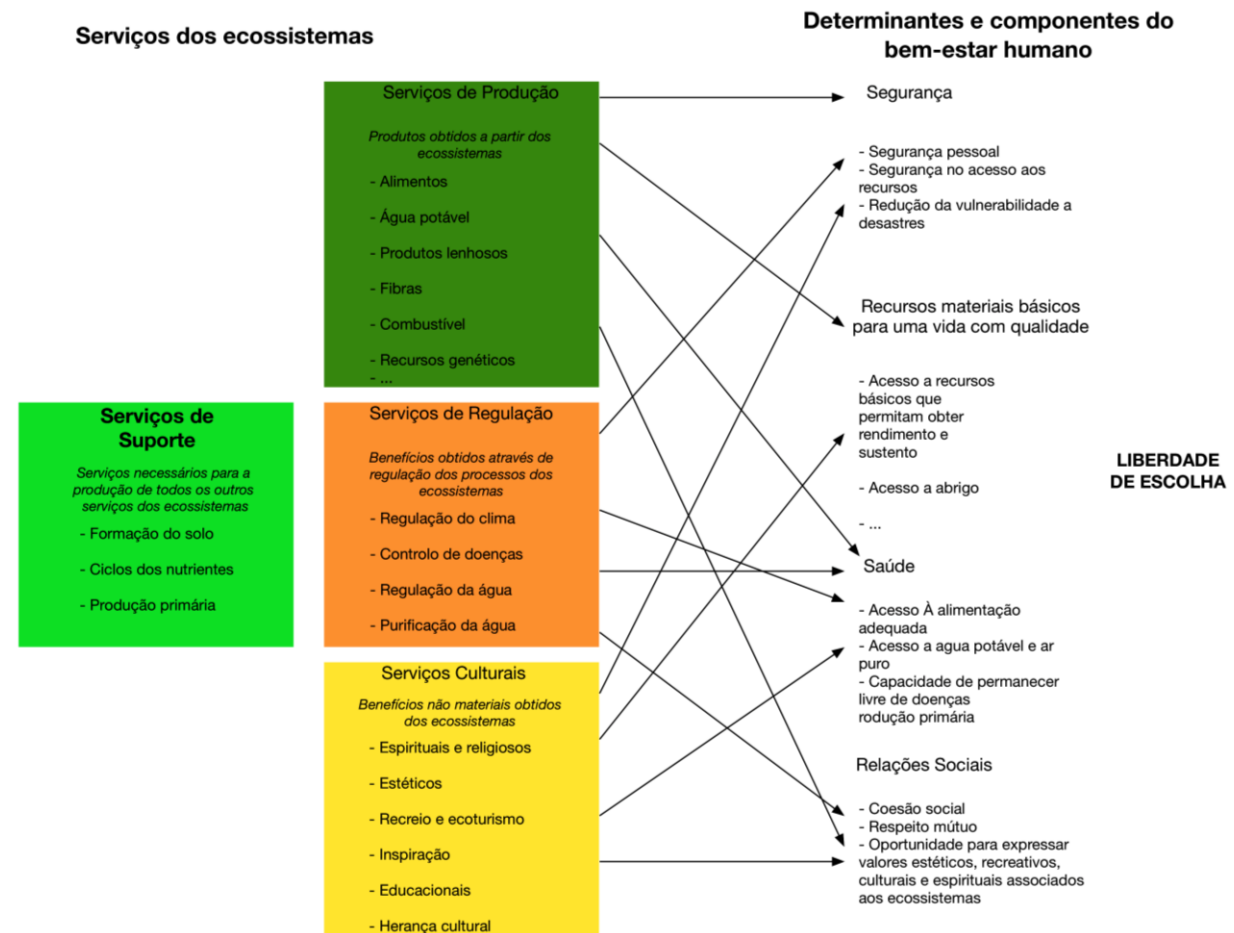 Serviços dos ecossistemas
Determinantes e componentes do
bem-estar humano
Serviços de Produção
Produtos obtidos a partir dos
ecossistemas
- Alimentos
- Água potável
- Produtos lenhosos
- Fibras
- Combustível
- Recursos genéticos
- ...
Serviços de
Suporte
Serviços necessários para a
produção de todos os outros
serviços dos ecossistemas
- Formação do solo
- Ciclos dos nutrientes
- Produção primária
Serviços de Regulação
Benefícios obtidos através de
regulação dos processos dos
ecossistemas
- Regulação do clima
- Controlo de doenças
- Regulação da água
- Purificação da água
Serviços Culturais
Benefícios não materiais obtidos
dos ecossistemas
- Espirituais e religiosos
- Estéticos
- Recreio e ecoturismo
- Inspiração
- Educacionais
- Herança cultural
Segurança
- Segurança pessoal
- Segurança no acesso aos
recursos
- Redução da vulnerabilidade a
desastres
Recursos materiais básicos
para uma vida com qualidade
- Acesso a recursos
básicos que
permitam obter
rendimento e
sustento
- Acesso a abrigo
- ...
Saúde
- Acesso À alimentação
adequada
- Acesso a agua potável e ar
puro
- Capacidade de permanecer
livre de doenças
rodução primária
Relações Sociais
- Coesão social
- Respeito mútuo
- Oportunidade para expressar
valores estéticos, recreativos,
culturais e espirituais associados
aos ecossistemas
LIBERDADE
DE ESCOLHA